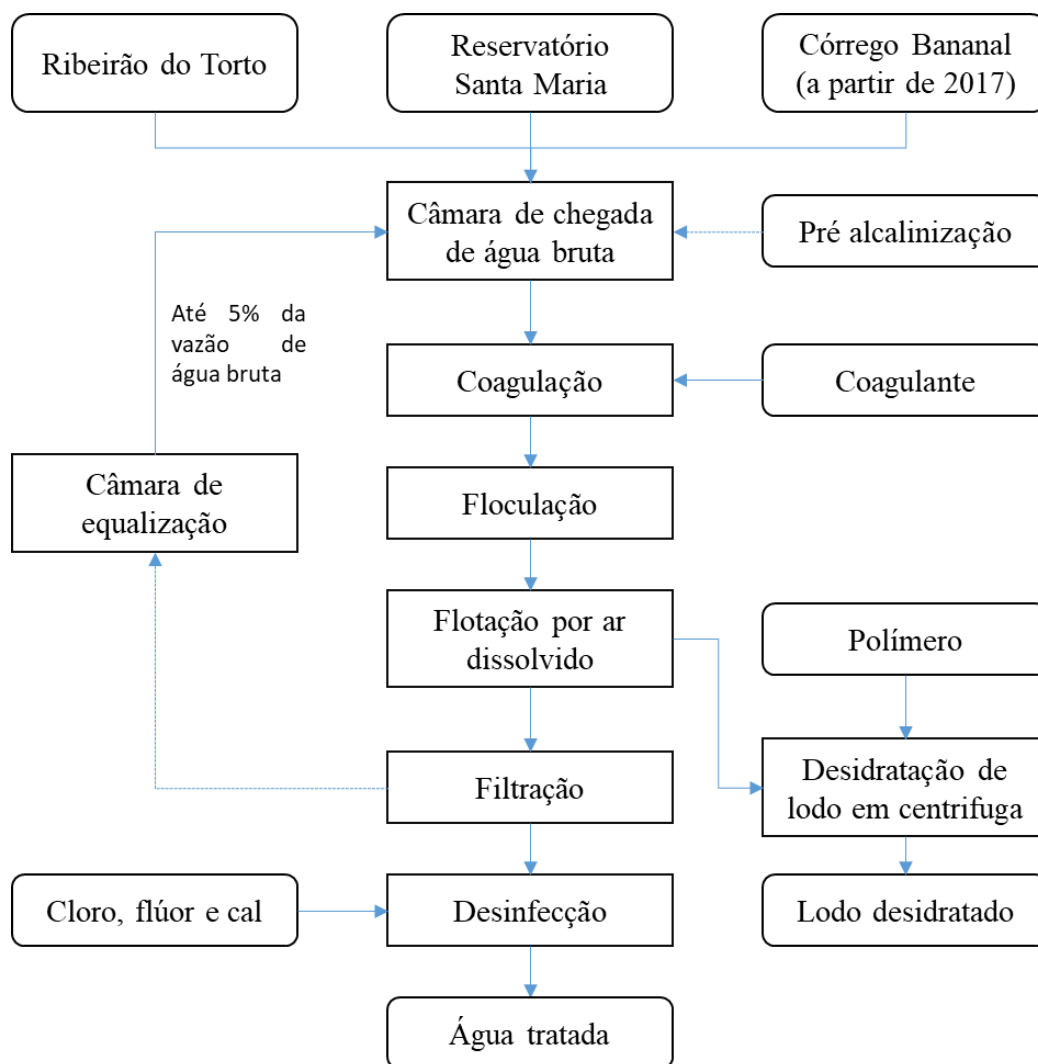 Ribeirão do Torto
Reservatório
Santa Maria
Córrego Bananal
(a partir de 2017)
Câmara de chegada
de água bruta
Pré alcalinização
Até 5% da
vazão de
água bruta
Coagulação
Coagulante
Câmara de
equalização
Floculação
Flotação por ar
dissolvido
Polímero
Filtração
Desidratação de
lodo em centrifuga
Cloro, flúor e cal
Desinfecção
Lodo desidratado
Água tratada